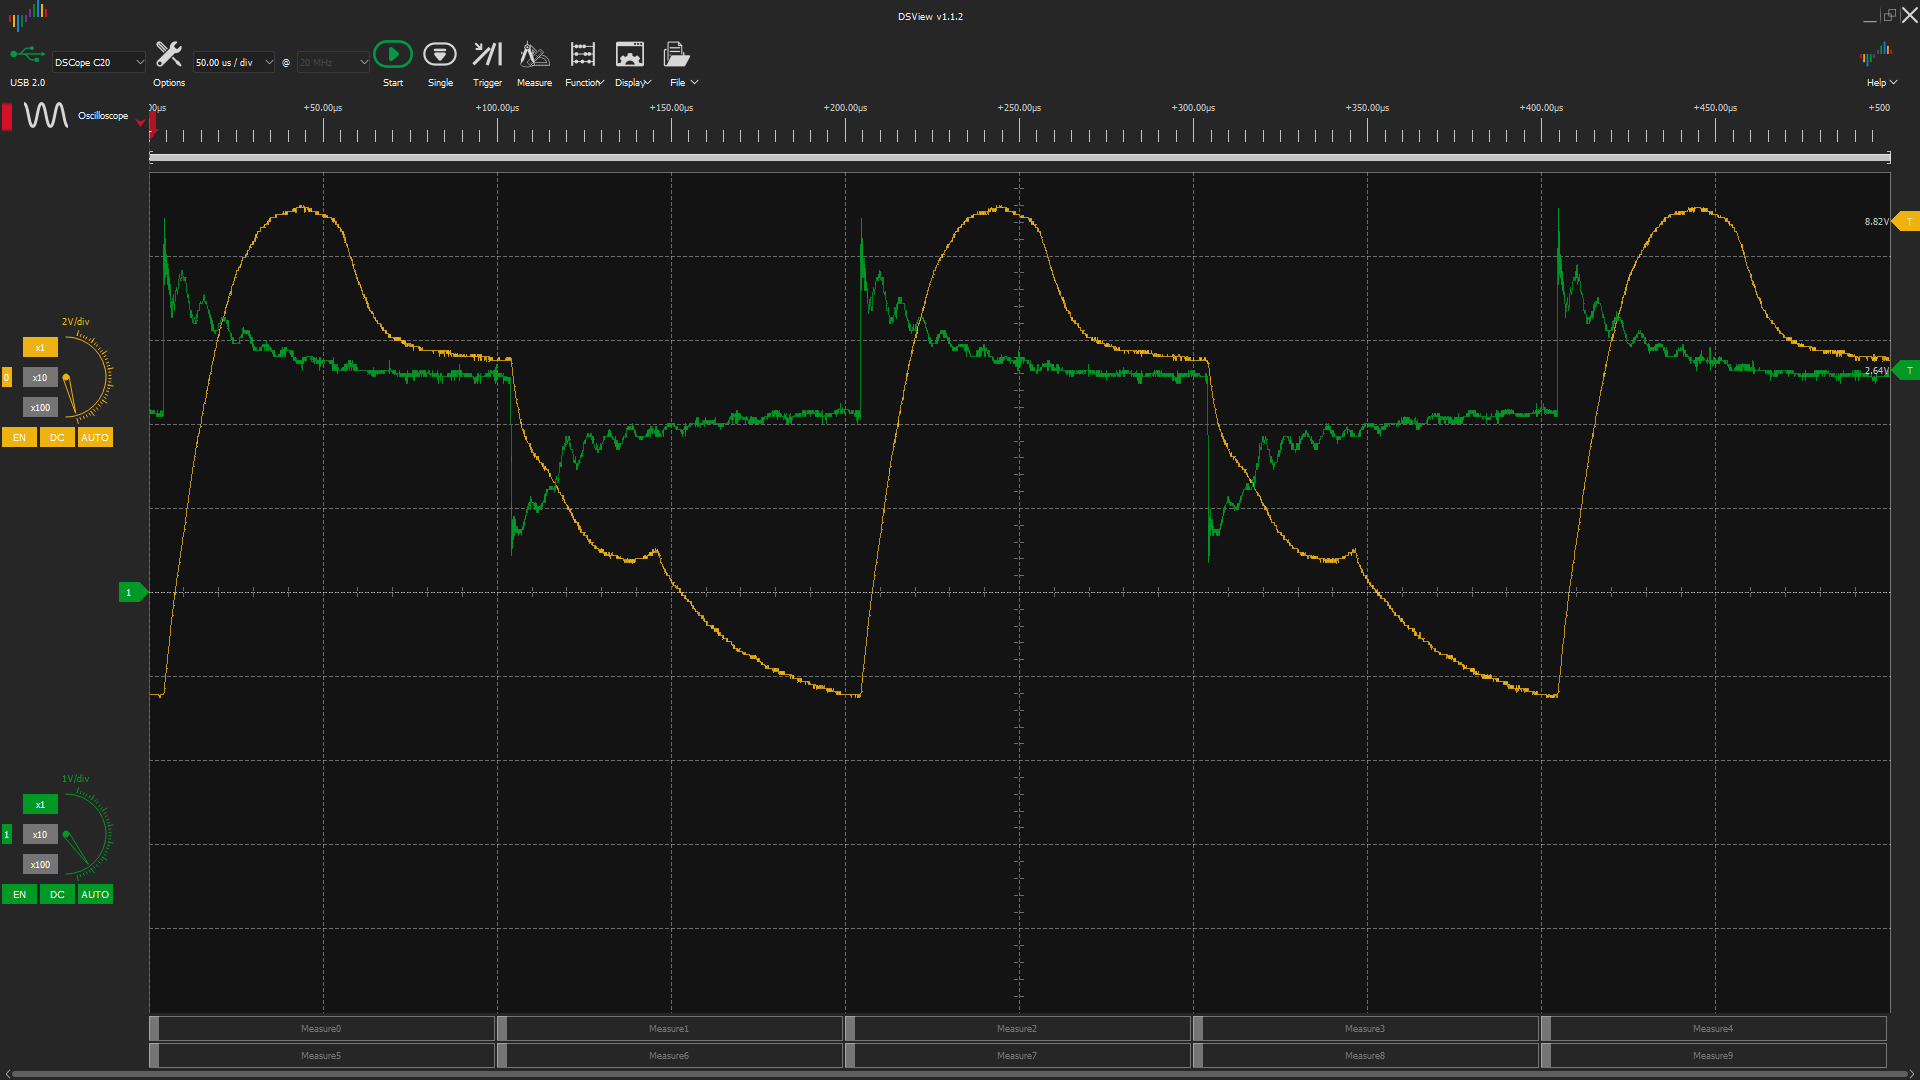 DSView v1.1.2
USB 2.0
DSCope C20
Options
50.00 us / div
@
20 MHz
Start
Single
Trigger
Measure
Function
Display
File
Help
Oscilloscope
00µs
+50.00µs
+100.00µs
+150.00µs
+200.00µs
+250.00µs
+300.00µs
+350.00µs
+400.00µs
+450.00µs
+500
T
8.82V
T
2V/div
x1
0
x10
x100
EN
DC
AUTO
2.64V
T
1
1V/div
x1
1
x10
x100
EN
DC
AUTO
Measure0
Measure1
Measure2
Measure3
Measure4
Measure5
Measure6
Measure7
Measure8
Measure9